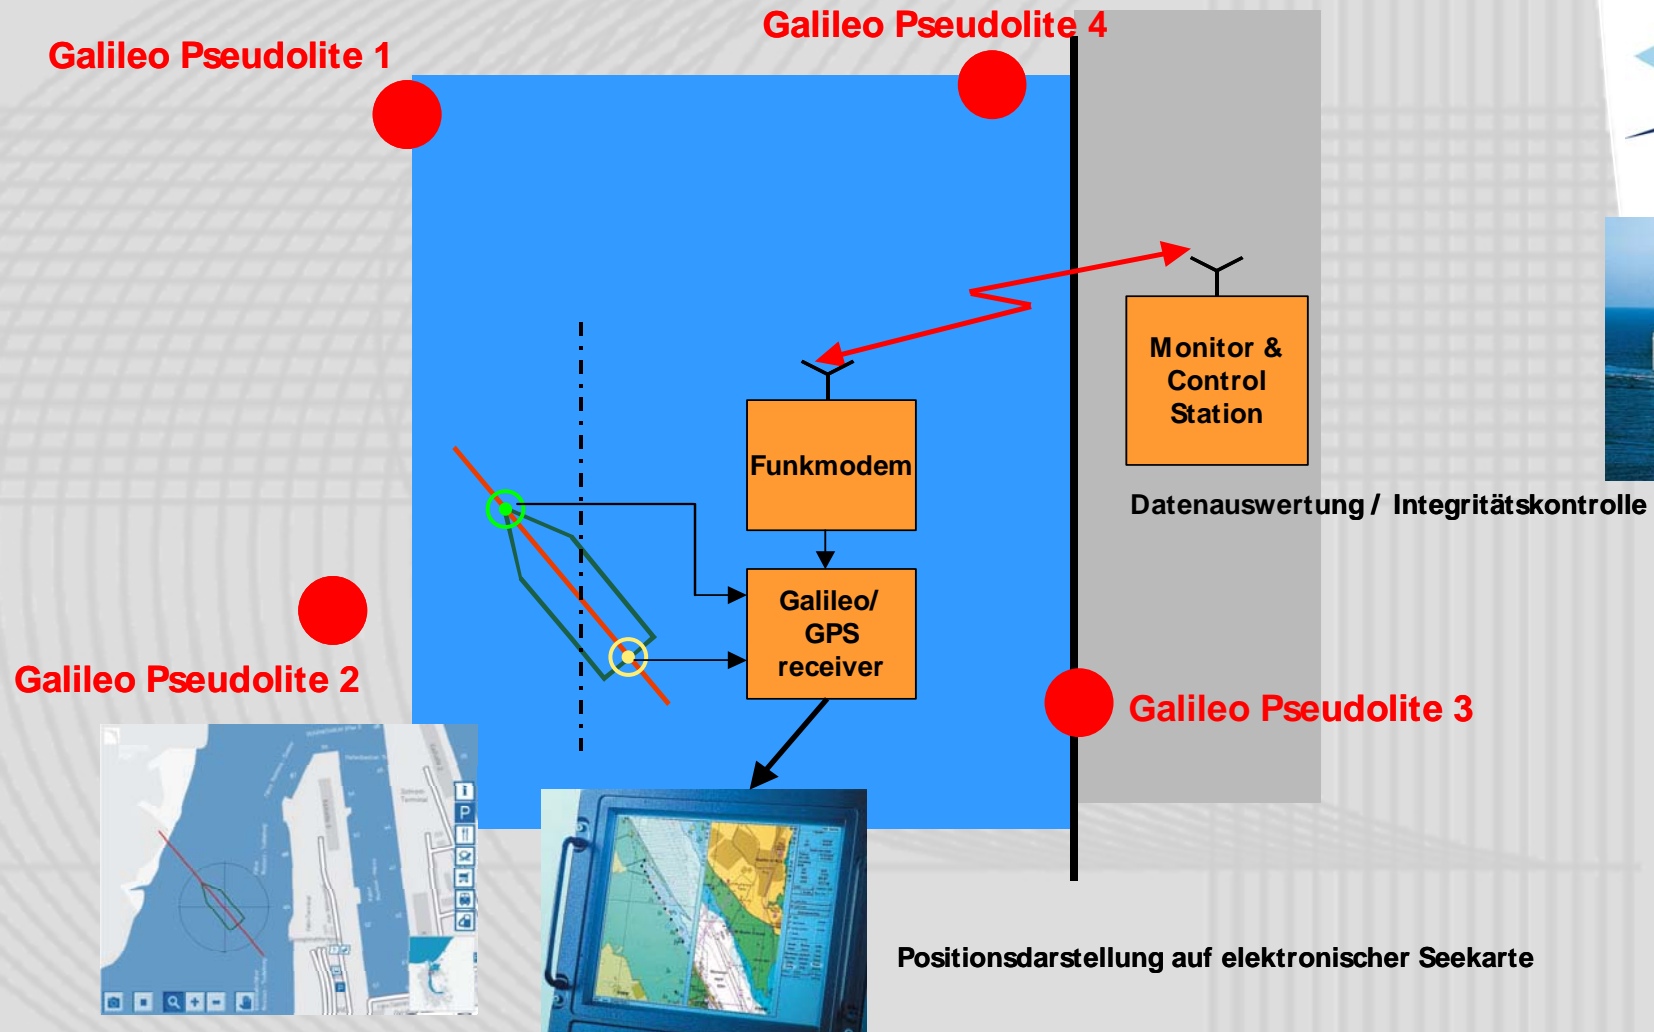 Galileo Pseudolite 4
Galileo Pseudolite 1
Monitor &
Control
Station
Funkmodem
Datenauswertung / Integritätskontrolle
Galileo/
GPS
receiver
Galileo Pseudolite 2
Galileo Pseudolite 3
Terminal
P
Positionsdarstellung auf elektronischer Seekarte